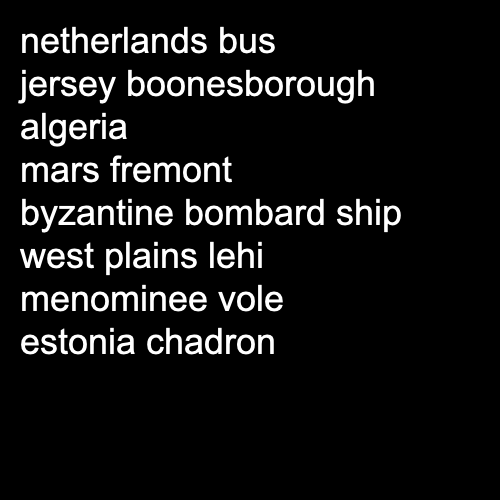 netherlands bus
jersey boonesborough
algeria
mars fremont
byzantine bombard ship
west plains lehi
menominee vole
estonia chadron